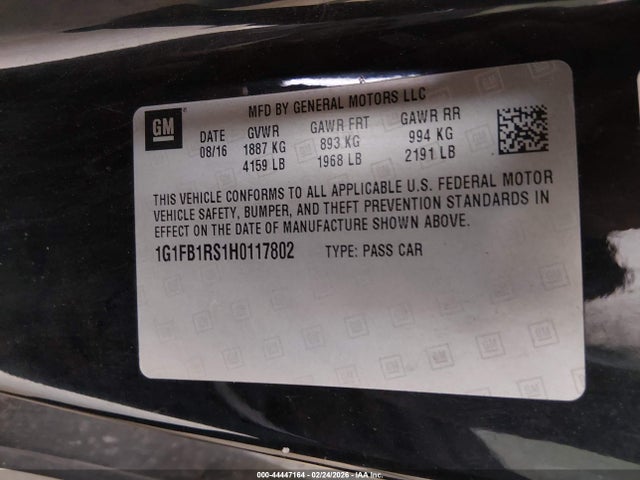 MFD BY GENERAL MOTORS LLC
GM
DATE GVWR GAWR FRT GAWR RR
08/16 1887 KG 893 KG 994 KG
4159 LB 1968 LB 2191 LB
THIS VEHICLE CONFORMS TO ALL APPLICABLE U.S. FEDERAL MOTOR
VEHICLE SAFETY, BUMPER, AND THEFT PREVENTION STANDARDS IN
EFFECT ON THE DATE OF MANUFACTURE SHOWN ABOVE.
1G1FB1RS1H0117802 TYPE: PASS CAR
000-44447164 - 02/24/2026 - IAA Inc.